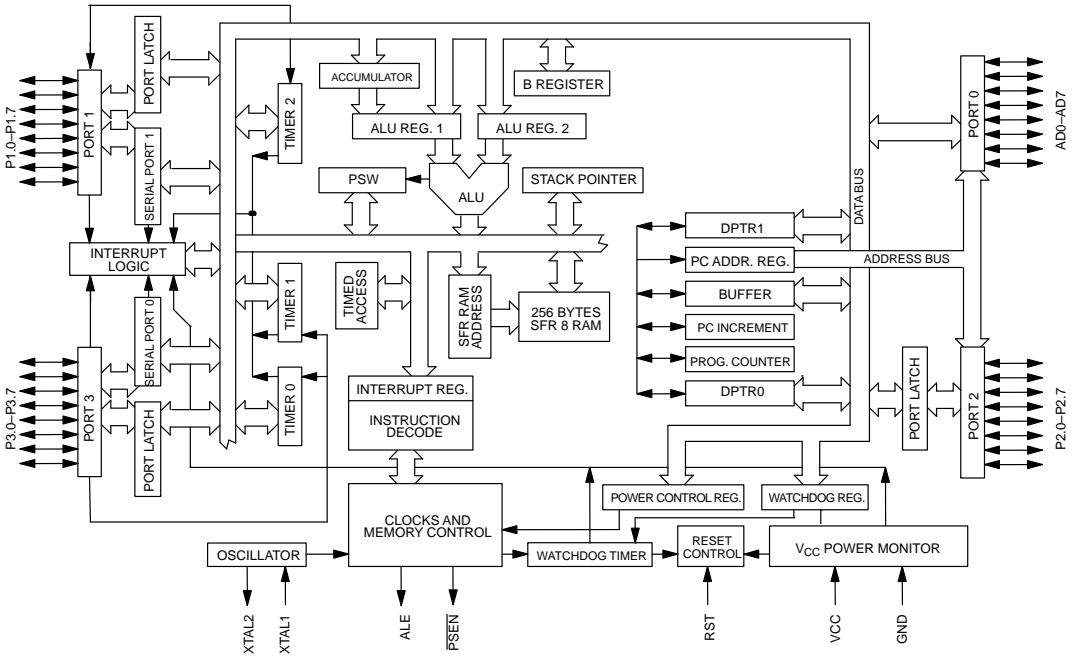 PORT LATCH
ACCUMULATOR
B REGISTER
P1.0–P1.7
PORT 1
TIMER 2
ALU REG. 1
ALU REG. 2
PORT 0
AD0–AD7
SERIAL PORT 1
PSW
ALU
STACK POINTER
DATA BUS
INTERRUPT
LOGIC
DPTR1
PC ADDR. REG.
ADDRESS BUS
SERIAL PORT 0
TIMER 1
TIMED
ACCESS
SFR RAM
ADDRESS
256 BYTES
SFR 8 RAM
BUFFER
PC INCREMENT
PROG. COUNTER
DPTR0
P3.0–P3.7
PORT 3
PORT LATCH
TIMER 0
INTERRUPT REG.
INSTRUCTION
DECODE
PORT LATCH
PORT 2
P2.0–P2.7
CLOCKS AND
MEMORY CONTROL
POWER CONTROL REG.
WATCHDOG REG.
OSCILLATOR
WATCHDOG TIMER
RESET
CONTROL
VCC POWER MONITOR
XTAL2
XTAL1
ALE
PSEN
RST
VCC
GND